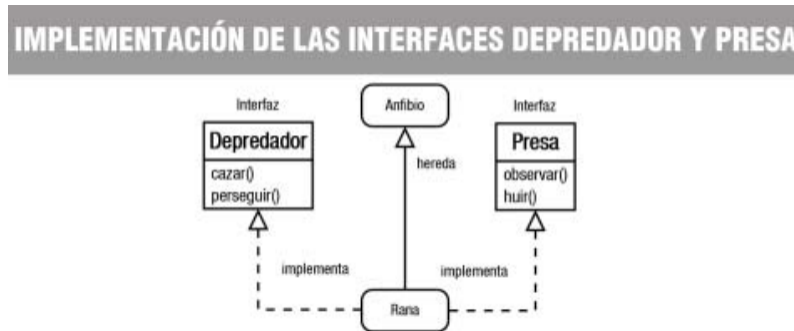 IMPLEMENTACIÓN DE LAS INTERFACES DEPREDADOR Y PRESA
Interfaz
Anfibio
Interfaz
Depredador
cazar()
perseguir()
hereda
Presa
observar()
huir()
implementa
implementa
Rana